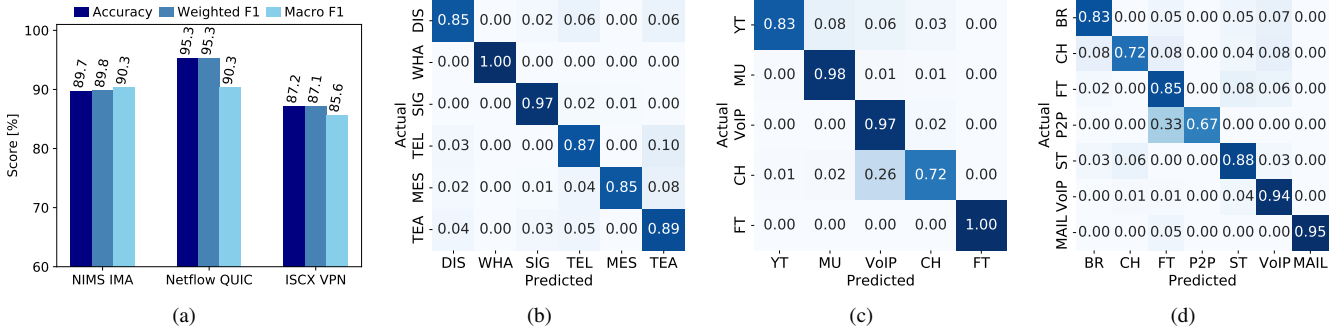 Accuracy Weighted F1 Macro F1
Score [%]
100
90
80
70
60
89.7 89.8 90.3
95.3 95.3 90.3
87.2 87.1 85.6
NIMS IMA Netflow QUIC ISCX VPN
(a)
Actual
DIS 0.85 0.00 0.02 0.06 0.00 0.06
WHA 0.00 1.00 0.00 0.00 0.00 0.00
SIG 0.00 0.00 0.97 0.02 0.01 0.00
TEL 0.03 0.00 0.00 0.87 0.00 0.10
MES 0.02 0.00 0.01 0.04 0.85 0.08
TEA 0.04 0.00 0.03 0.05 0.00 0.89
DIS WHA SIG TEL MES TEA
Predicted
(b)
Actual
YT 0.83 0.08 0.06 0.03 0.00
MU 0.00 0.98 0.01 0.01 0.00
VoIP 0.00 0.00 0.97 0.02 0.00
CH 0.01 0.02 0.26 0.72 0.00
FT 0.00 0.00 0.00 0.00 1.00
YT MU VoIP CH FT
Predicted
(c)
Actual
BR 0.83 0.00 0.05 0.00 0.05 0.07 0.00
CH 0.08 0.72 0.08 0.00 0.04 0.08 0.00
FT 0.02 0.00 0.85 0.00 0.08 0.06 0.00
P2P 0.00 0.00 0.33 0.67 0.00 0.00 0.00
ST 0.03 0.06 0.00 0.00 0.88 0.03 0.00
VoIP 0.00 0.01 0.01 0.00 0.04 0.94 0.00
MAIL 0.00 0.00 0.05 0.00 0.00 0.00 0.95
BR CH FT P2P ST VoIP MAIL
Predicted
(d)